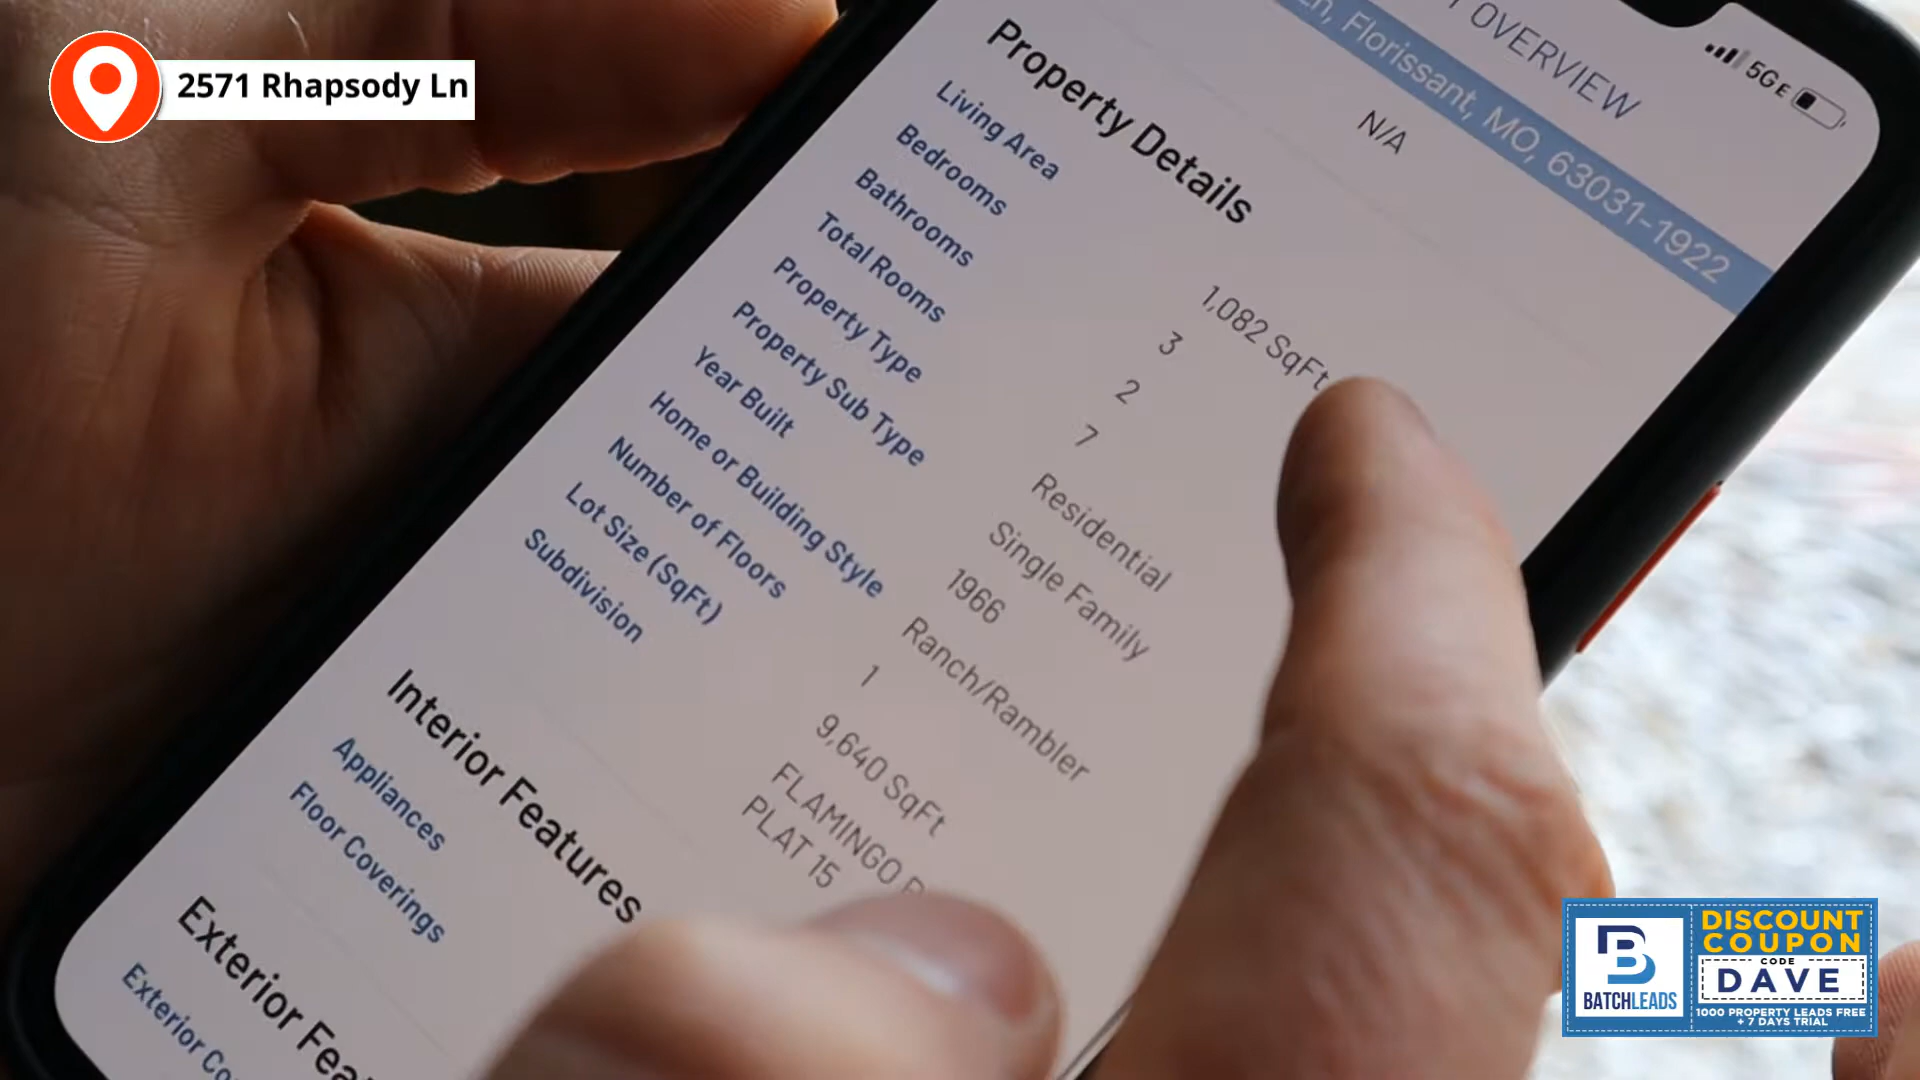 2571 Rhapsody Ln
5G E
OVERVIEW
Ln, Florissant, MO, 63031-1922
N/A
Property Details
Living Area 1,082 SqFt
Bedrooms 3
Bathrooms 2
Total Rooms 7
Property Type Residential
Property Sub Type Single Family
Year Built 1966
Home or Building Style Ranch/Rambler
Number of Floors 1
Lot Size (SqFt) 9,640 SqFt
Subdivision FLAMINGO
PLAT 15
Interior Features
Appliances
Floor Coverings
Exterior Fea
Exterior Co
B
BATCHLEADS
DISCOUNT
COUPON
CODE
DAVE
1000 PROPERTY LEADS FREE
+ 7 DAYS TRIAL